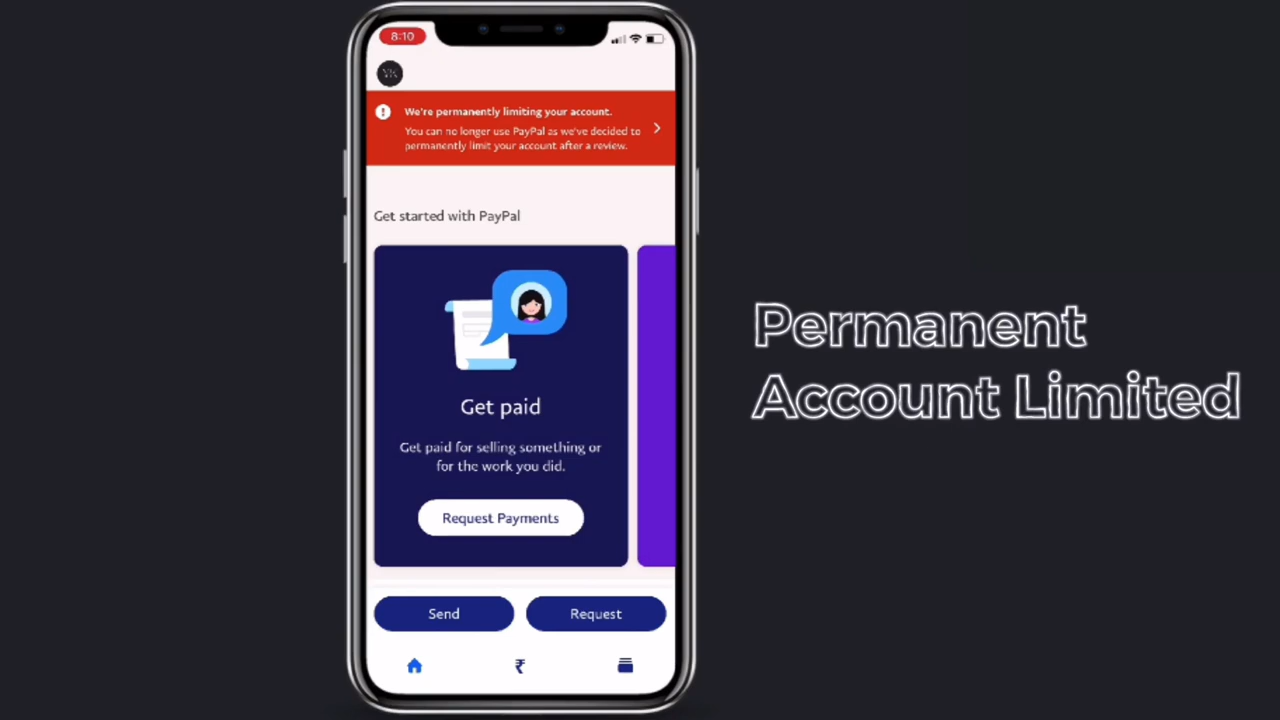 8:10
YK
We're permanently limiting your account.
You can no longer use PayPal as we've decided to
permanently limit your account after a review.
Get started with PayPal
Get paid
Get paid for selling something or
for the work you did.
Request Payments
Send
Request
₹
Permanent
Account Limited